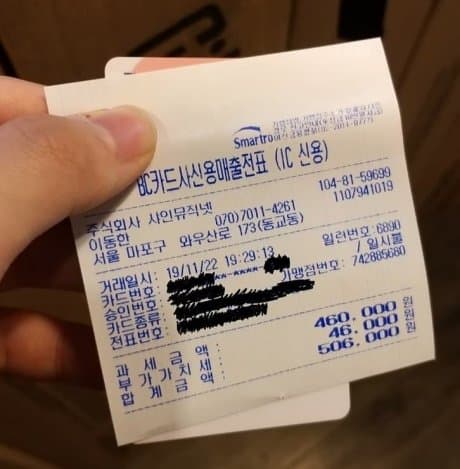 Smartro
BC카드사신용매출전표 (IC 신용)
주식회사 사인뮤직넷 104-81-59699
이동한 070)7011-4261 1107941019
서울 마포구 와우산로 173(동교동)
거래일시: 19/11/22 19:29:13 일련번호:6890
카드번호: / 일시불
승인번호: 가맹점번호: 742885680
카드종류:
전표번호:
과 세 금 액 : 460,000 원
부 가 가 치 세 : 46,000 원
합 계 금 액 : 506,000 원